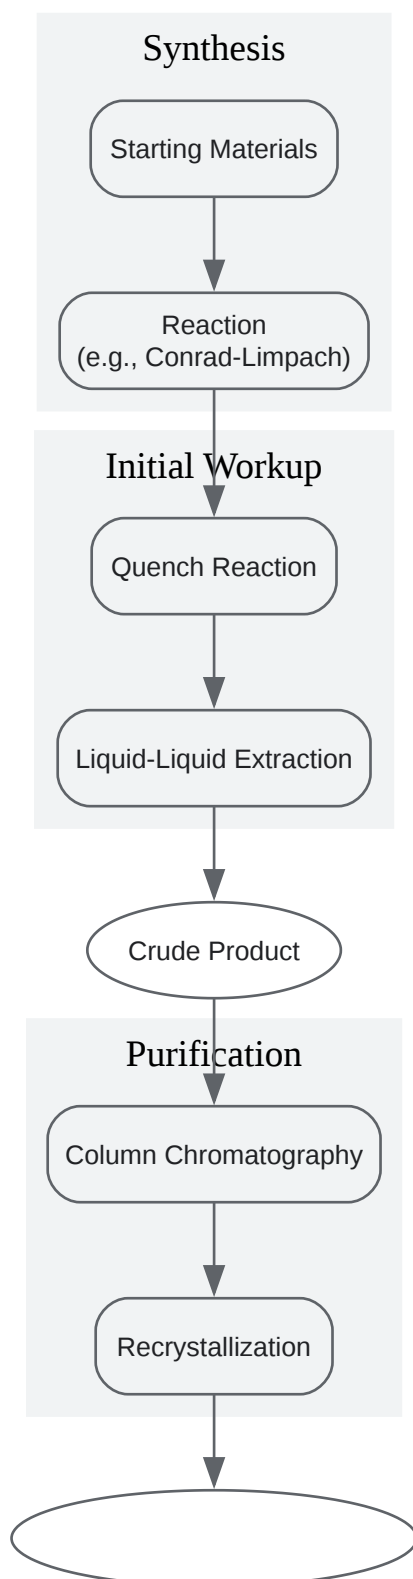 Synthesis
Starting Materials
Reaction
(e.g., Conrad-Limpach)
Initial Workup
Quench Reaction
Liquid-Liquid Extraction
Crude Product
Purification
Column Chromatography
Recrystallization